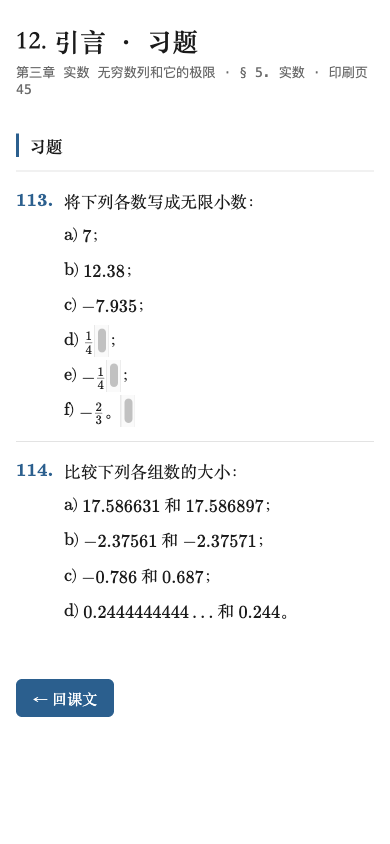 12. 引言 · 习题
第三章 实数 无穷数列和它的极限 · § 5. 实数 · 印刷页
45
习题
113. 将下列各数写成无限小数：
a) 7；
b) 12.38；
c) −7.935；
d) 1/4；
e) −1/4；
f) −2/3。
114. 比较下列各组数的大小：
a) 17.586631 和 17.586897；
b) −2.37561 和 −2.37571；
c) −0.786 和 0.687；
d) 0.2444444444... 和 0.244。
← 回课文